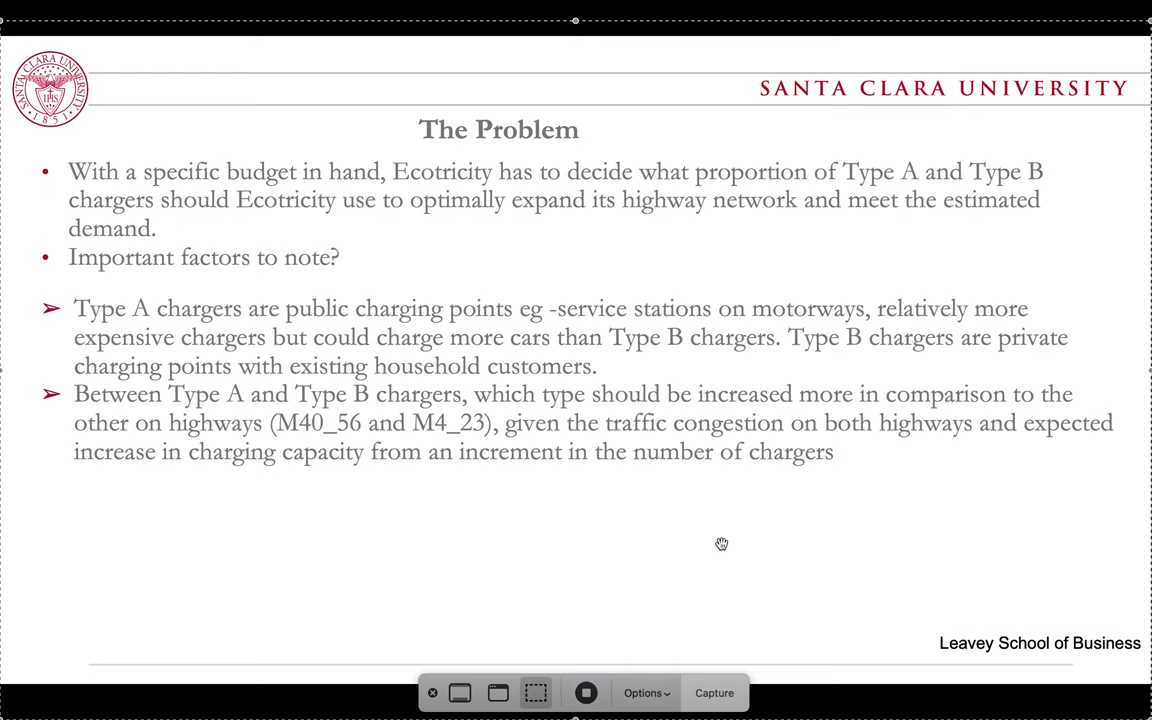 SANTA CLARA UNIVERSITY
The Problem
• With a specific budget in hand, Ecotricity has to decide what proportion of Type A and Type B
chargers should Ecotricity use to optimally expand its highway network and meet the estimated
demand.
• Important factors to note?
➢ Type A chargers are public charging points eg -service stations on motorways, relatively more
expensive chargers but could charge more cars than Type B chargers. Type B chargers are private
charging points with existing household customers.
➢ Between Type A and Type B chargers, which type should be increased more in comparison to the
other on highways (M40_56 and M4_23), given the traffic congestion on both highways and expected
increase in charging capacity from an increment in the number of chargers
Leavey School of Business
Options
Capture